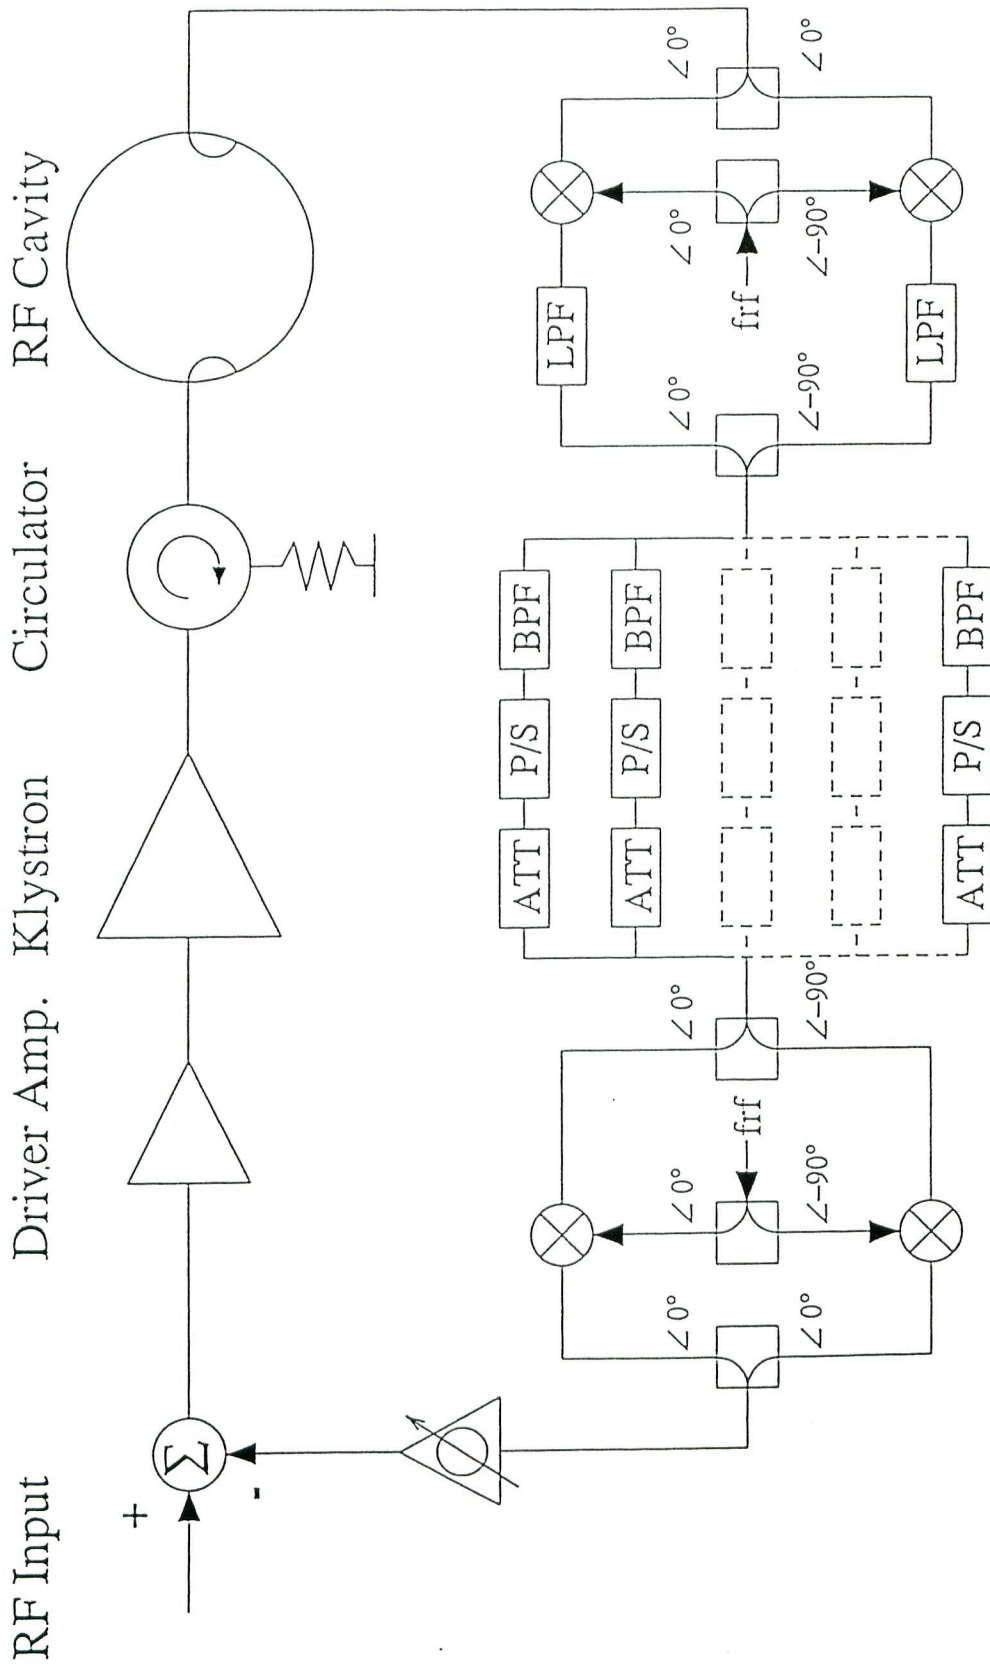 RF Input
Driver Amp.
Klystron
Circulator
RF Cavity
+
Σ
-
∠0°
∠0°
∠0°
∠-90°
frf
∠0°
∠-90°
ATT
P/S
BPF
ATT
P/S
BPF
ATT
P/S
BPF
∠0°
∠-90°
LPF
LPF
frf
∠0°
∠-90°
∠0°
∠0°